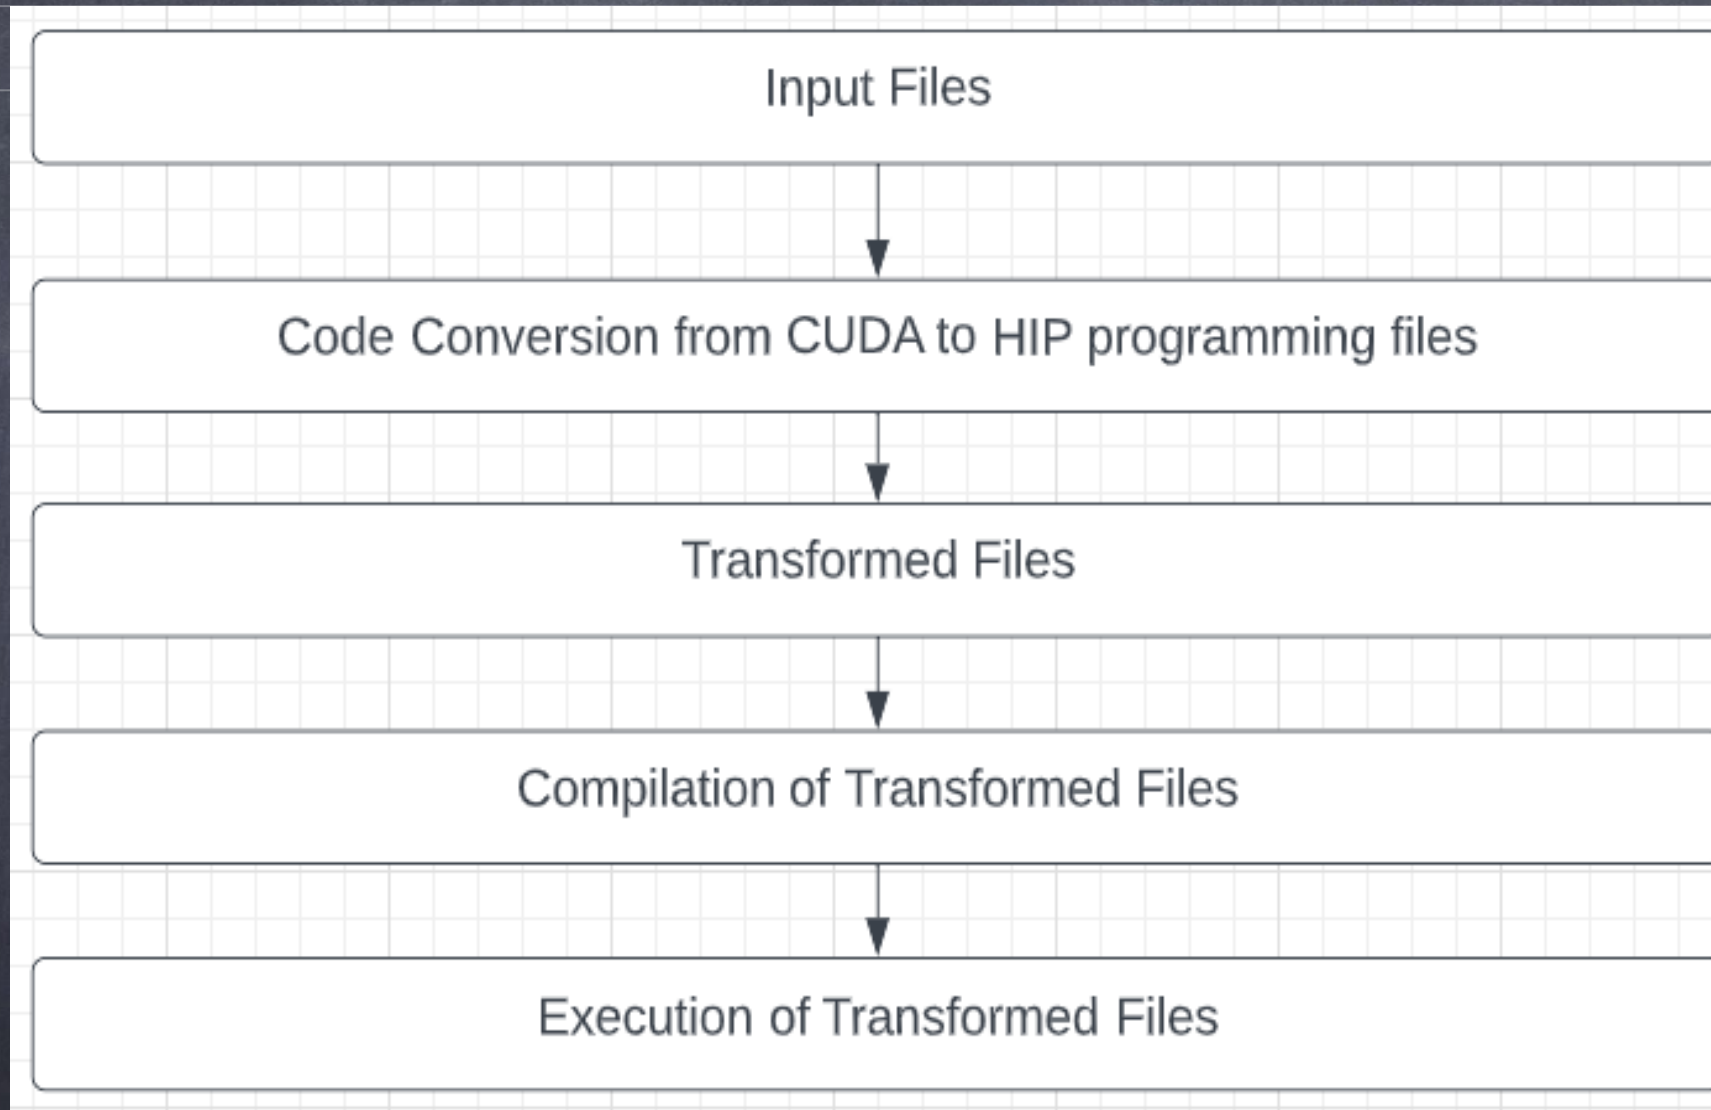 Input Files
Code Conversion from CUDA to HIP programming files
Transformed Files
Compilation of Transformed Files
Execution of Transformed Files